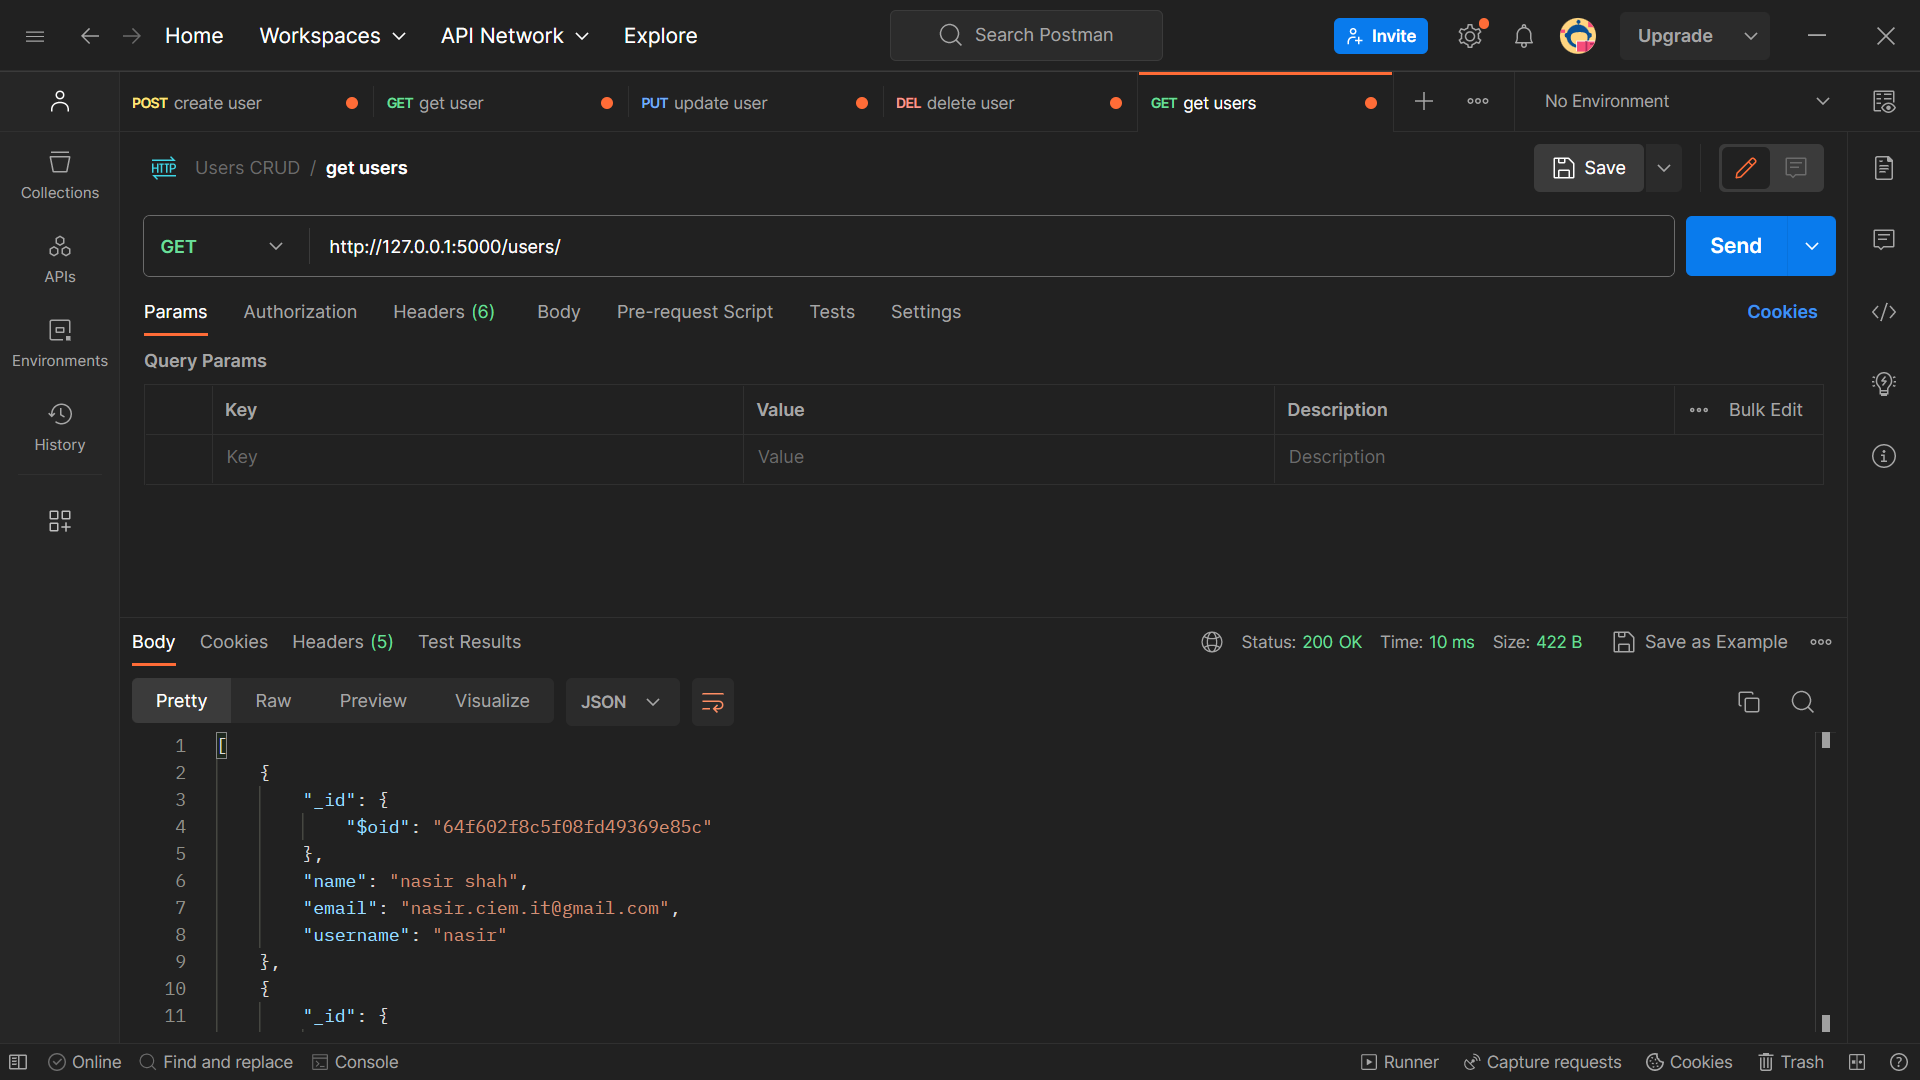 Home Workspaces API Network Explore Search Postman Invite Upgrade
POST create user GET get user PUT update user DEL delete user GET get users No Environment
HTTP Users CRUD / get users Save
Collections
GET http://127.0.0.1:5000/users/ Send
APIs
Params Authorization Headers (6) Body Pre-request Script Tests Settings Cookies
Environments
Query Params
Key Value Description Bulk Edit
History
Key Value Description
Body Cookies Headers (5) Test Results Status: 200 OK Time: 10 ms Size: 422 B Save as Example
Pretty Raw Preview Visualize JSON
1 [
2 {
3 "_id": {
4 "$oid": "64f602f8c5f08fd49369e85c"
5 },
6 "name": "nasir shah",
7 "email": "nasir.ciem.it@gmail.com",
8 "username": "nasir"
9 },
10 {
11 "_id": {
Online Find and replace Console Runner Capture requests Cookies Trash